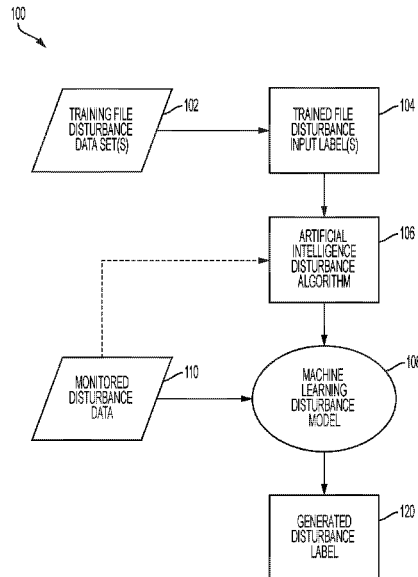 100
TRAINING FILE
DISTURBANCE
DATA SET(S)
102
TRAINED FILE
DISTURBANCE
INPUT LABEL(S)
104
ARTIFICIAL
INTELLIGENCE
DISTURBANCE
ALGORITHM
106
MONITORED
DISTURBANCE
DATA
110
MACHINE
LEARNING
DISTURBANCE
MODEL
108
GENERATED
DISTURBANCE
LABEL
120